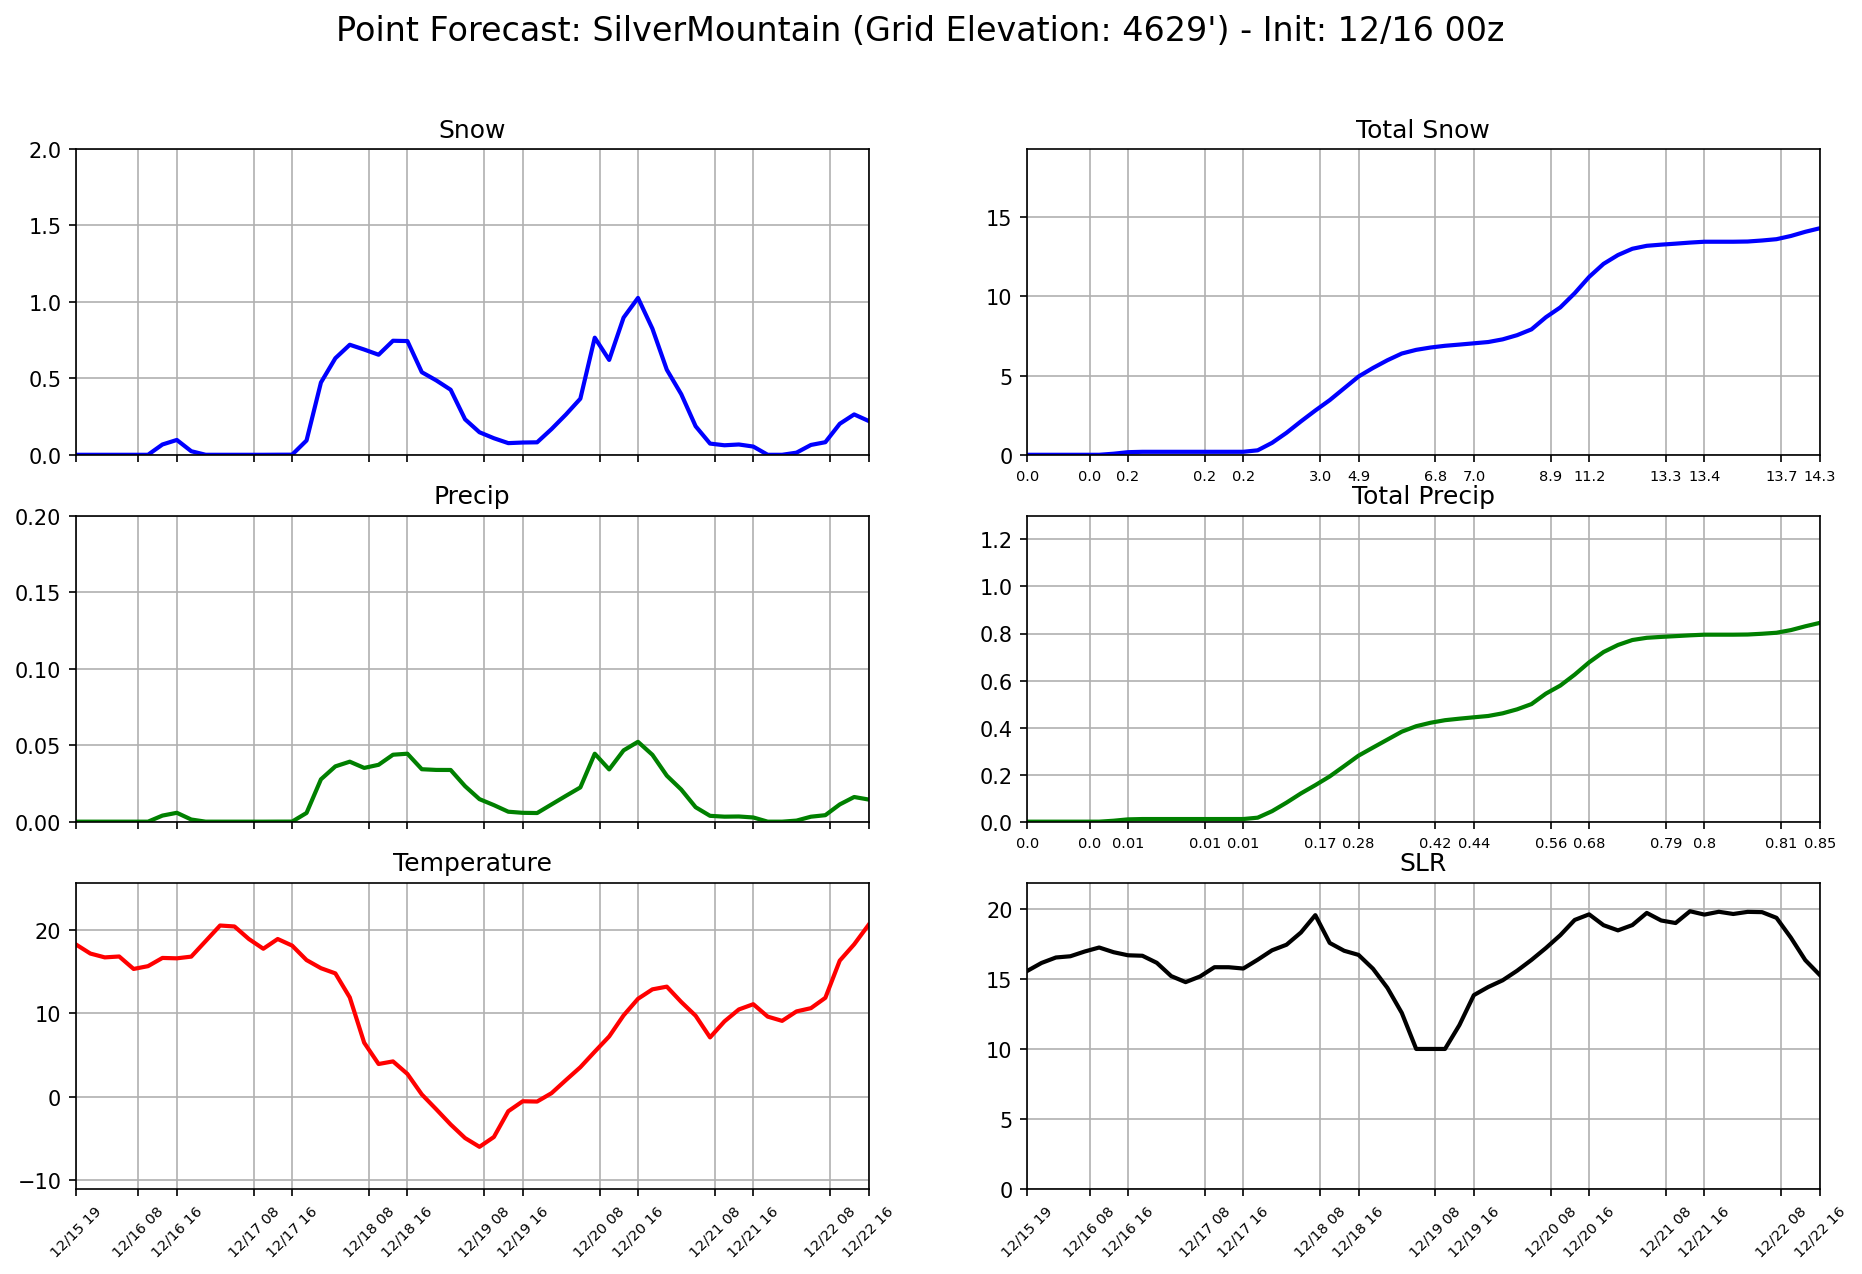 Point Forecast: SilverMountain (Grid Elevation: 4629') - Init: 12/16 00z
Snow
2.0
1.5
1.0
0.5
0.0
Total Snow
15
10
5
0
0.0 0.0 0.2 0.2 0.2 3.0 4.9 6.8 7.0 8.9 11.2 13.3 13.4 13.7 14.3
Precip
0.20
0.15
0.10
0.05
0.00
Total Precip
1.2
1.0
0.8
0.6
0.4
0.2
0.0
0.0 0.0 0.01 0.01 0.01 0.17 0.28 0.42 0.44 0.56 0.68 0.79 0.8 0.81 0.85
Temperature
20
10
0
−10
12/15 19 12/16 08 12/16 16 12/17 08 12/17 16 12/18 08 12/18 16 12/19 08 12/19 16 12/20 08 12/20 16 12/21 08 12/21 16 12/22 08 12/22 16
SLR
20
15
10
5
0
12/15 19 12/16 08 12/16 16 12/17 08 12/17 16 12/18 08 12/18 16 12/19 08 12/19 16 12/20 08 12/20 16 12/21 08 12/21 16 12/22 08 12/22 16